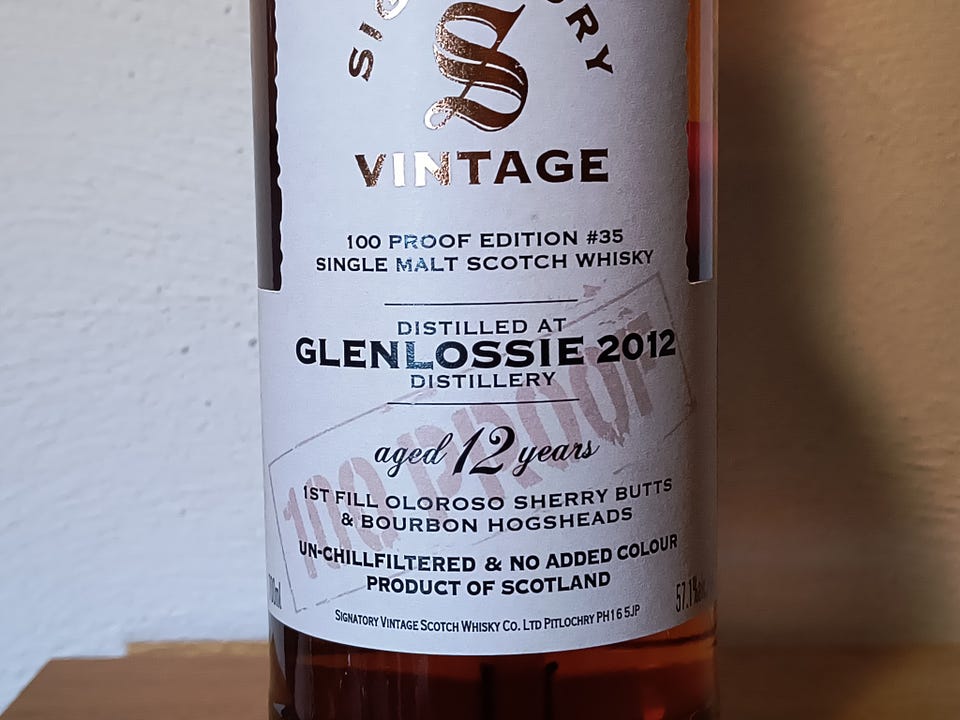 SIGNATORY
S
VINTAGE
100 PROOF EDITION #35
SINGLE MALT SCOTCH WHISKY
DISTILLED AT
GLENLOSSIE 2012
DISTILLERY
100 PROOF
aged 12 years
1ST FILL OLOROSO SHERRY BUTTS
& BOURBON HOGSHEADS
UN-CHILLFILTERED & NO ADDED COLOUR
PRODUCT OF SCOTLAND
57.1%
SIGNATORY VINTAGE SCOTCH WHISKY CO. LTD PITLOCHRY PH16 5JP